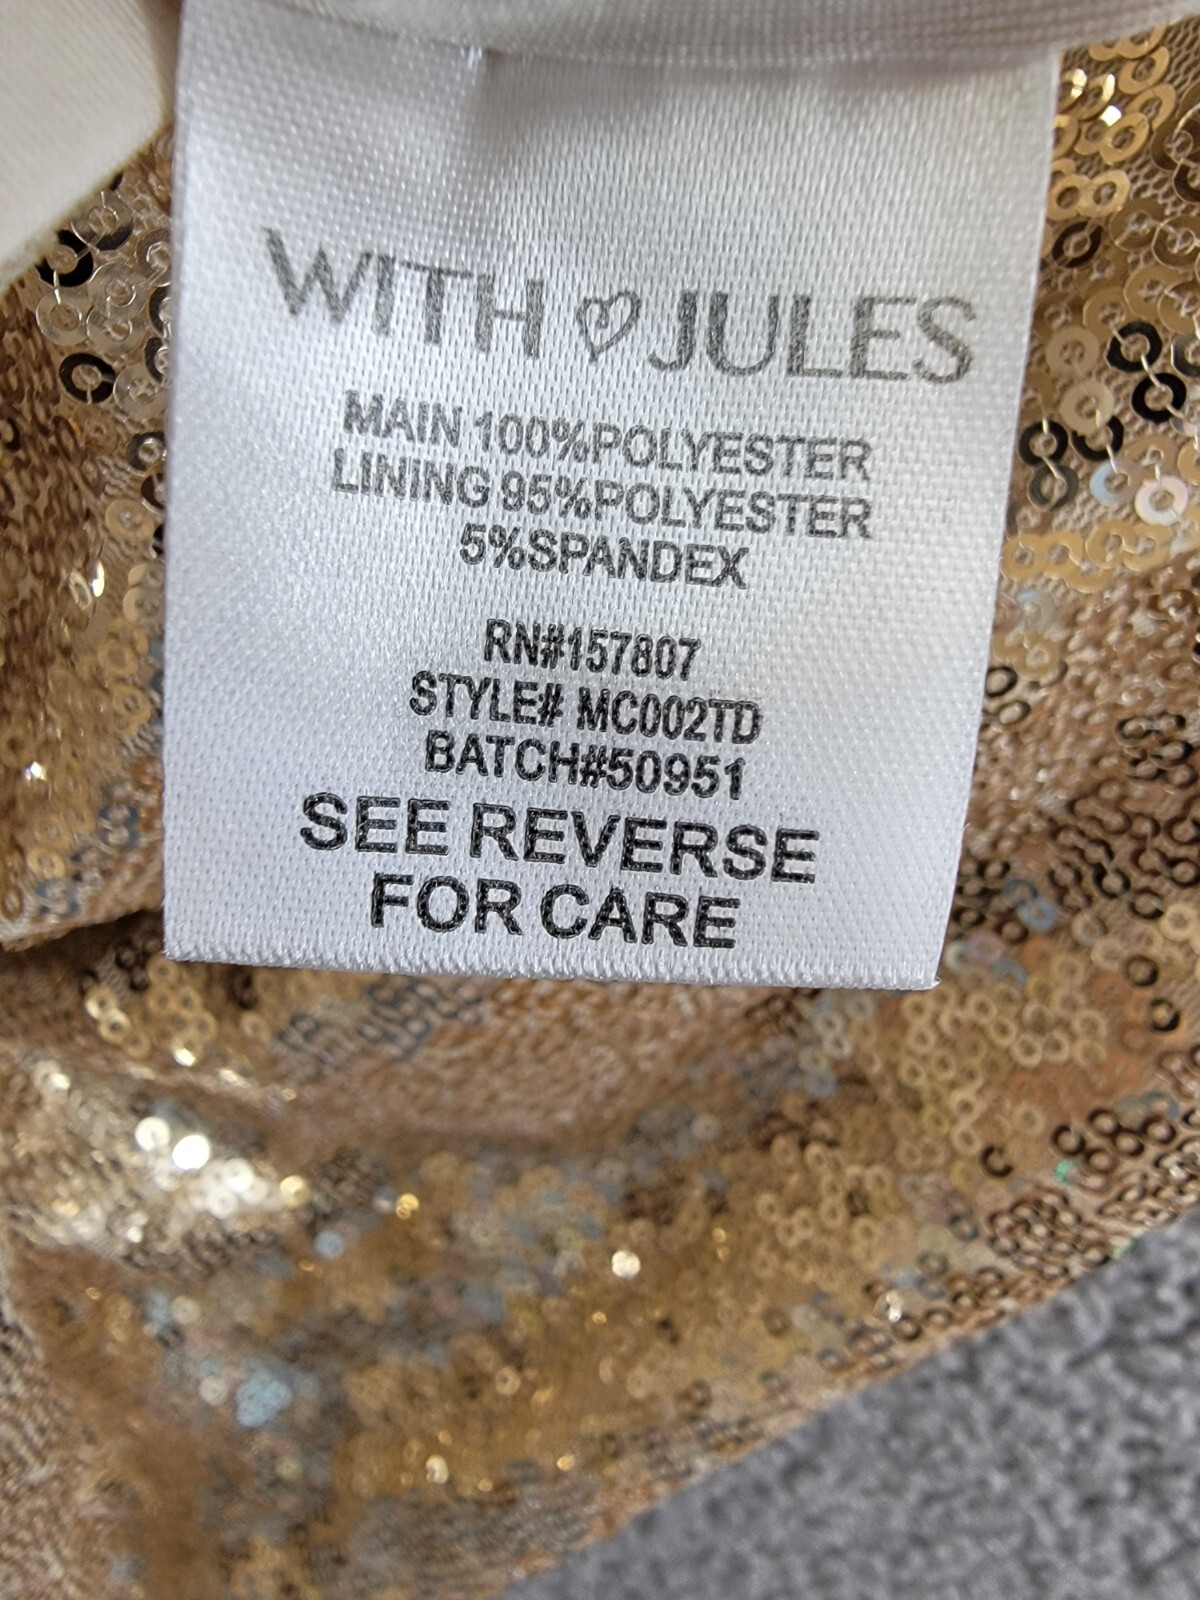 WITH JULES
MAIN 100%POLYESTER
LINING 95%POLYESTER
5%SPANDEX
RN#157807
STYLE# MC002TD
BATCH#50951
SEE REVERSE
FOR CARE